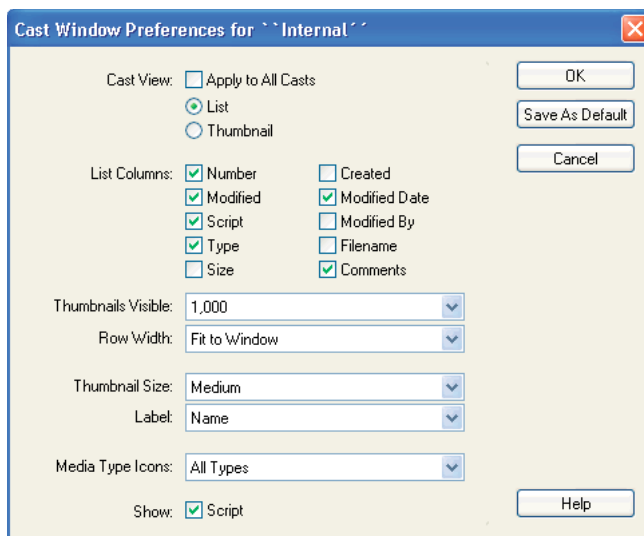 Cast Window Preferences for ``Internal´´
Cast View: Apply to All Casts
List
Thumbnail
OK
Save As Default
Cancel
List Columns: Number Created
Modified Modified Date
Script Modified By
Type Filename
Size Comments
Thumbnails Visible: 1,000
Row Width: Fit to Window
Thumbnail Size: Medium
Label: Name
Media Type Icons: All Types
Show: Script
Help